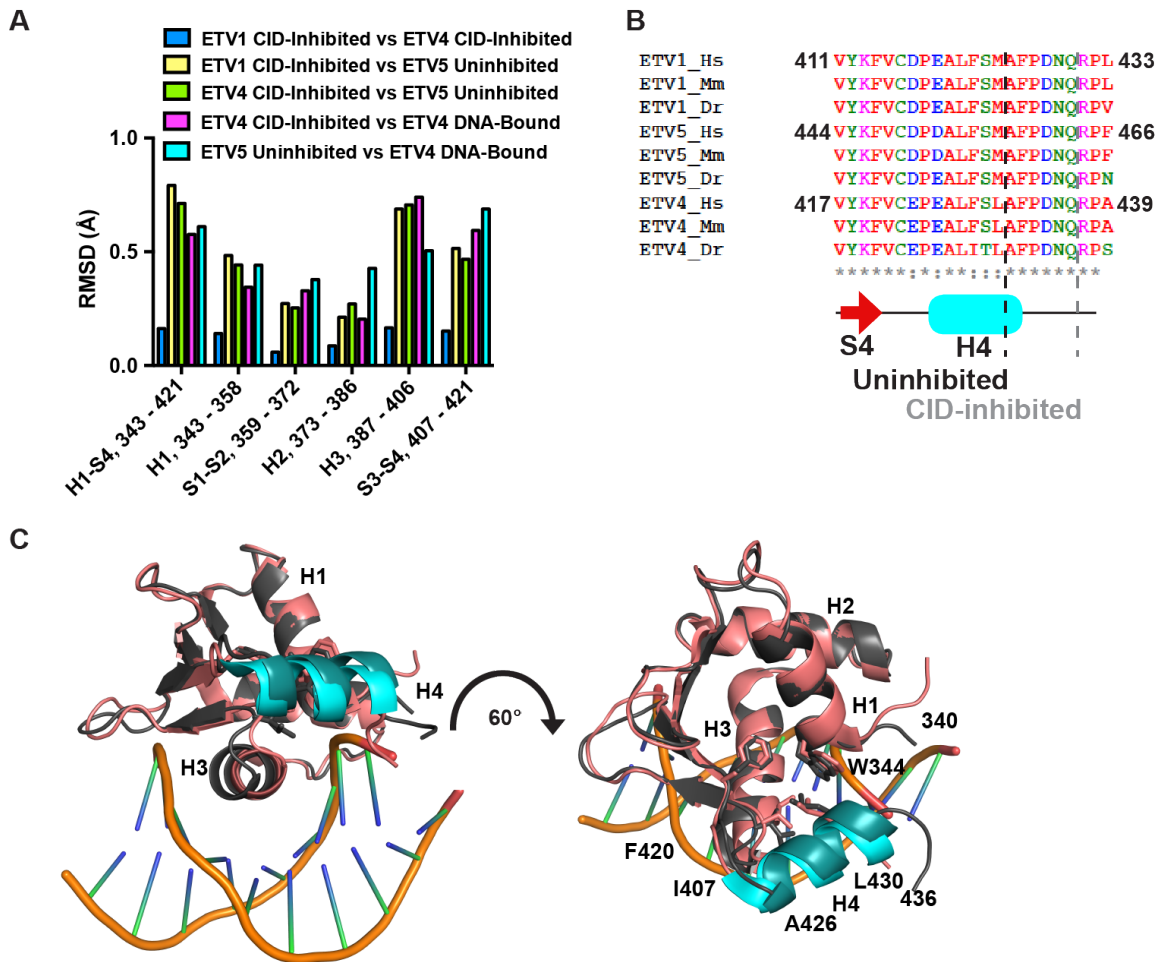 A
ETV1 CID-Inhibited vs ETV4 CID-Inhibited
ETV1 CID-Inhibited vs ETV5 Uninhibited
ETV4 CID-Inhibited vs ETV5 Uninhibited
ETV4 CID-Inhibited vs ETV4 DNA-Bound
ETV5 Uninhibited vs ETV4 DNA-Bound
RMSD (Å)
1.0
0.5
0.0
H1-S4, 343 - 421
H1, 343 - 358
S1-S2, 359 - 372
H2, 373 - 386
H3, 387 - 406
S3-S4, 407 - 421
B
ETV1_Hs 411 VYKFVCDPEALFSMAFPDNQRPL 433
ETV1_Mm VYKFVCDPEALFSMAFPDNQRPL
ETV1_Dr VYKFVCDPEALFSMAFPDNQRPV
ETV5_Hs 444 VYKFVCDPEALFSMAFPDNQRPF 466
ETV5_Mm VYKFVCDPEALFSMAFPDNQRPF
ETV5_Dr VYKFVCDPEALFSMAFPDNQRPN
ETV4_Hs 417 VYKFVCEPEALFSLAFPDNQRPA 439
ETV4_Mm VYKFVCEPEALFSLAFPDNQRPA
ETV4_Dr VYKFVCEPEALITLAFPDNQRPS
******:*:**:::********
S4
H4
Uninhibited
CID-inhibited
C
H1
H4
H3
60°
H2
H1
H3
340
W344
F420
I407
L430
436
H4
A426